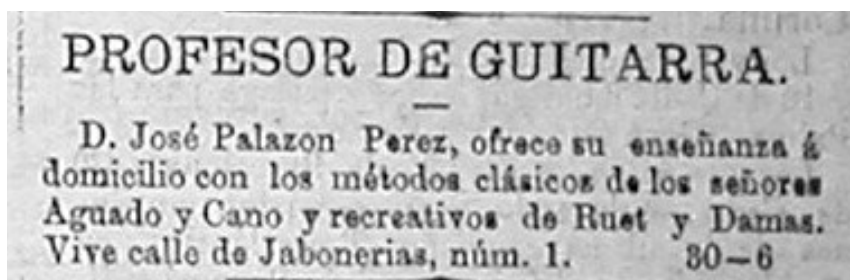 PROFESOR DE GUITARRA.
D. José Palazon Perez, ofrece su enseñanza á
domicilio con los métodos clásicos de los señores
Aguado y Cano y recreativos de Ruet y Damas.
Vive calle de Jabonerias, núm. 1. 30—6